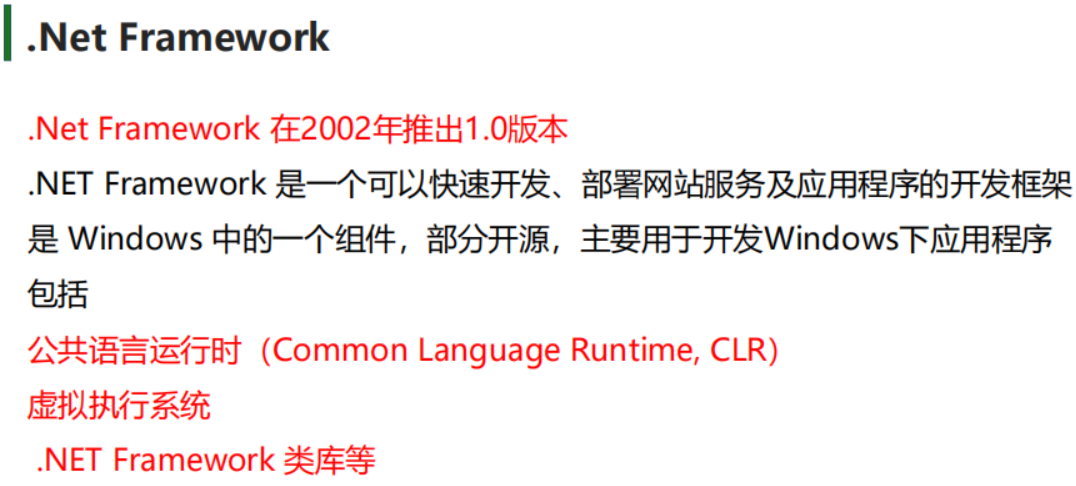 .Net Framework
.Net Framework 在2002年推出1.0版本
.NET Framework 是一个可以快速开发、部署网站服务及应用程序的开发框架
是 Windows 中的一个组件，部分开源，主要用于开发Windows下应用程序
包括
公共语言运行时（Common Language Runtime, CLR）
虚拟执行系统
.NET Framework 类库等